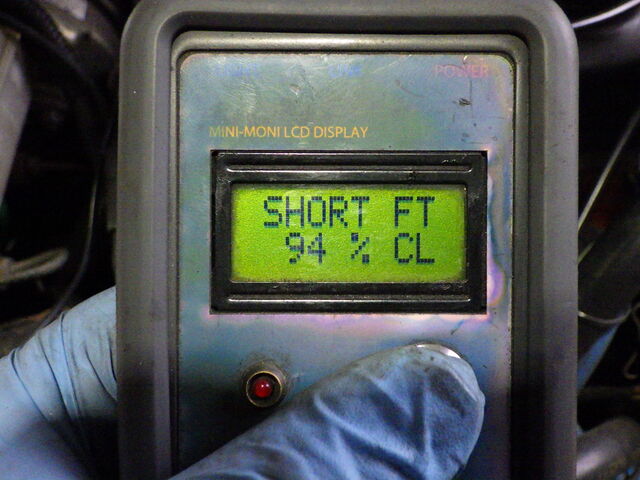 POWER
MINI-MONI LCD DISPLAY
SHORT FT
94 % CL